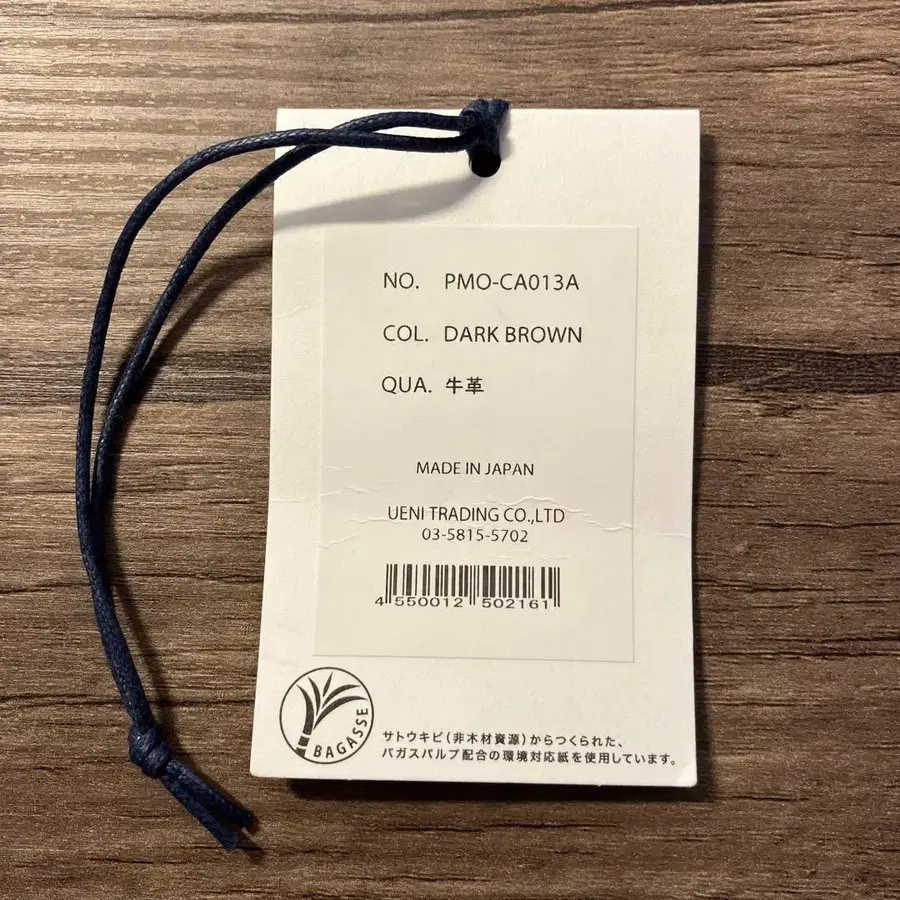 NO. PMO-CA013A
COL. DARK BROWN
QUA. 牛革
MADE IN JAPAN
UENI TRADING CO.,LTD
03-5815-5702
4 550012 502161
BAGASSE
サトウキビ（非木材資源）からつくられた、
バガスパルプ配合の環境対応紙を使用しています。